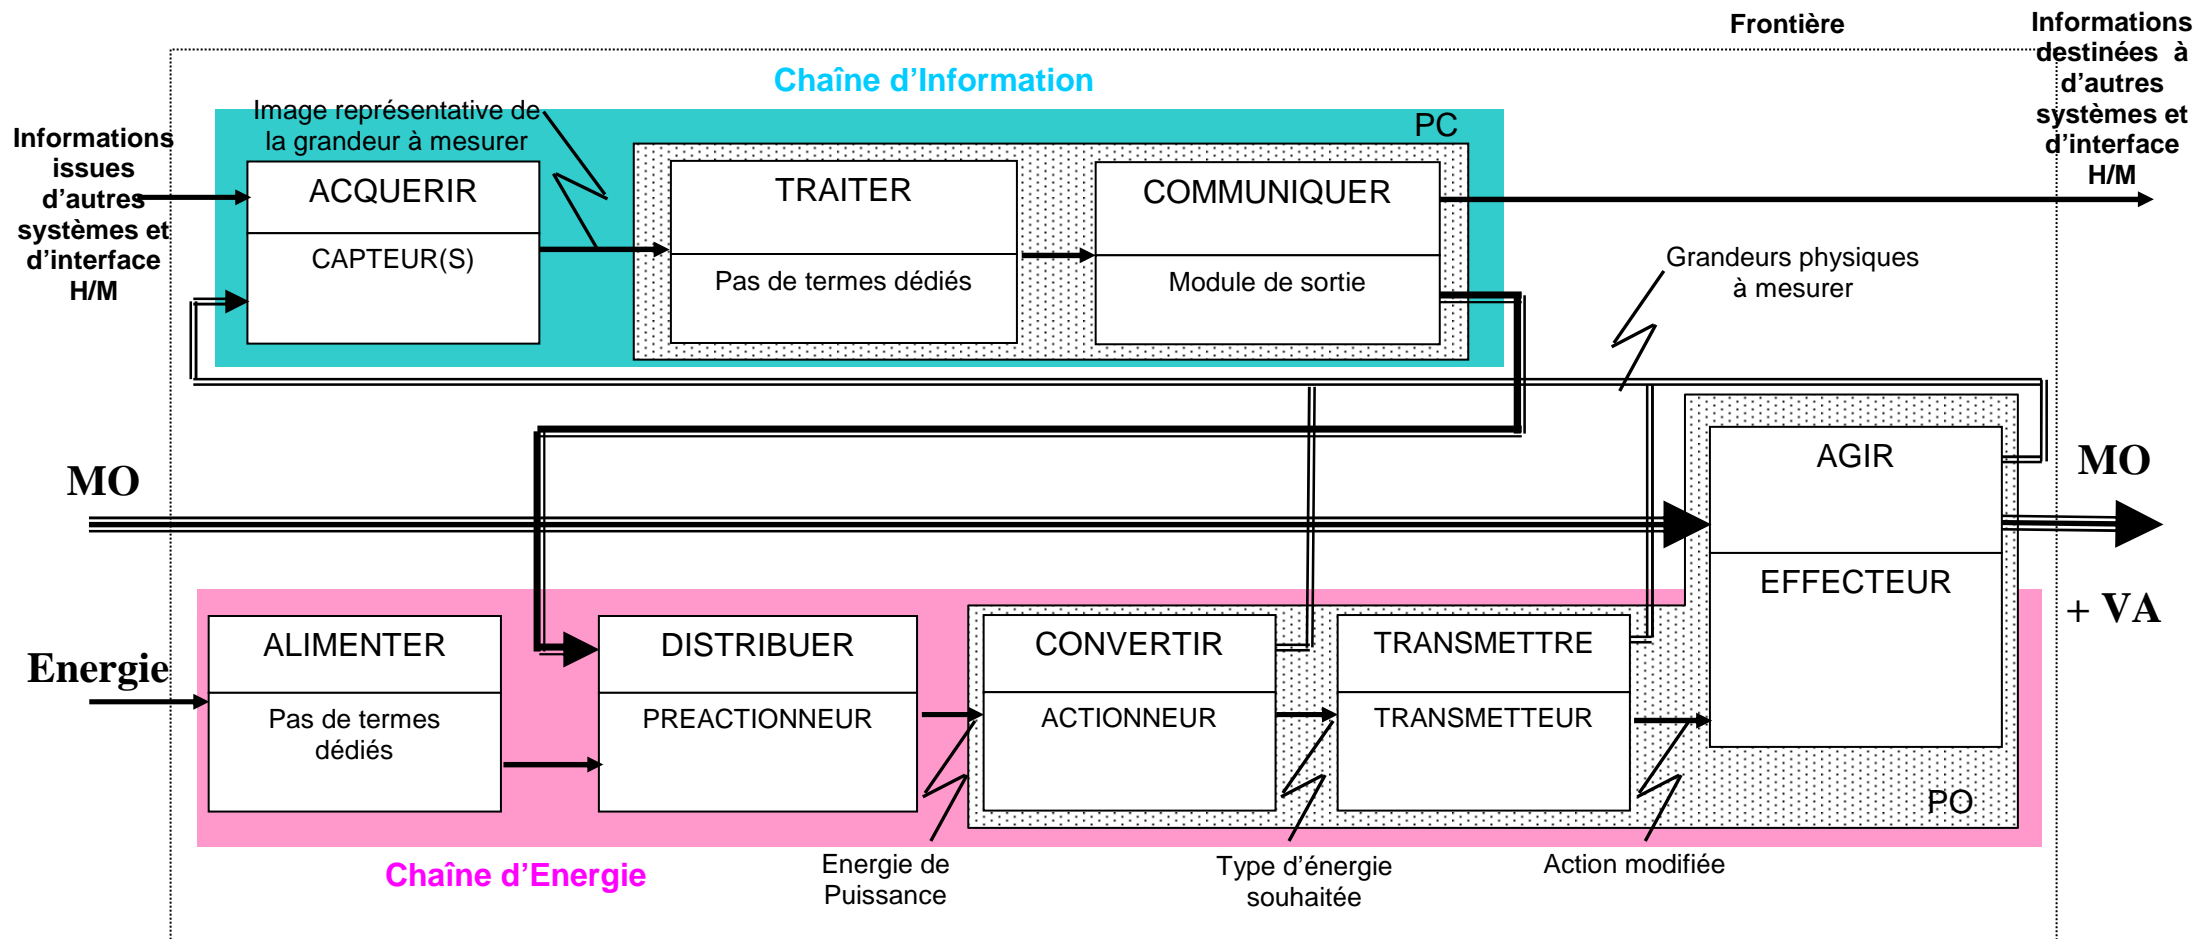 Frontière
Informations
destinées à
d'autres
systèmes et
d'interface
H/M
Chaîne d'Information
Image représentative de
la grandeur à mesurer
PC
Informations
issues
d'autres
systèmes et
d'interface
H/M
ACQUERIR
CAPTEUR(S)
TRAITER
Pas de termes dédiés
COMMUNIQUER
Module de sortie
Grandeurs physiques
à mesurer
MO
AGIR
EFFECTEUR
MO
+ VA
Energie
ALIMENTER
Pas de termes
dédiés
DISTRIBUER
PREACTIONNEUR
CONVERTIR
ACTIONNEUR
TRANSMETTRE
TRANSMETTEUR
PO
Chaîne d'Energie
Energie de
Puissance
Type d'énergie
souhaitée
Action modifiée